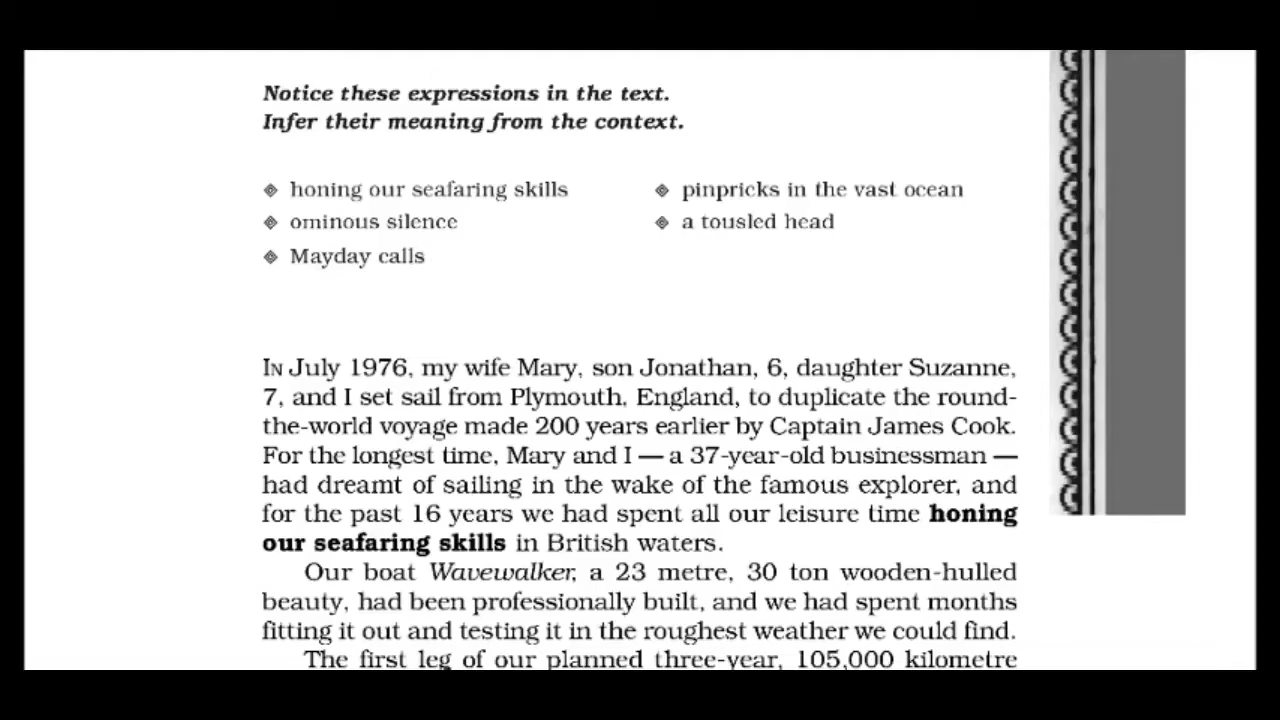 Notice these expressions in the text.
Infer their meaning from the context.
honing our seafaring skills
pinpricks in the vast ocean
ominous silence
a tousled head
Mayday calls
IN July 1976, my wife Mary, son Jonathan, 6, daughter Suzanne,
7, and I set sail from Plymouth, England, to duplicate the round-
the-world voyage made 200 years earlier by Captain James Cook.
For the longest time, Mary and I — a 37-year-old businessman —
had dreamt of sailing in the wake of the famous explorer, and
for the past 16 years we had spent all our leisure time honing
our seafaring skills in British waters.
Our boat Wavewalker, a 23 metre, 30 ton wooden-hulled
beauty, had been professionally built, and we had spent months
fitting it out and testing it in the roughest weather we could find.
The first leg of our planned three-year, 105,000 kilometre